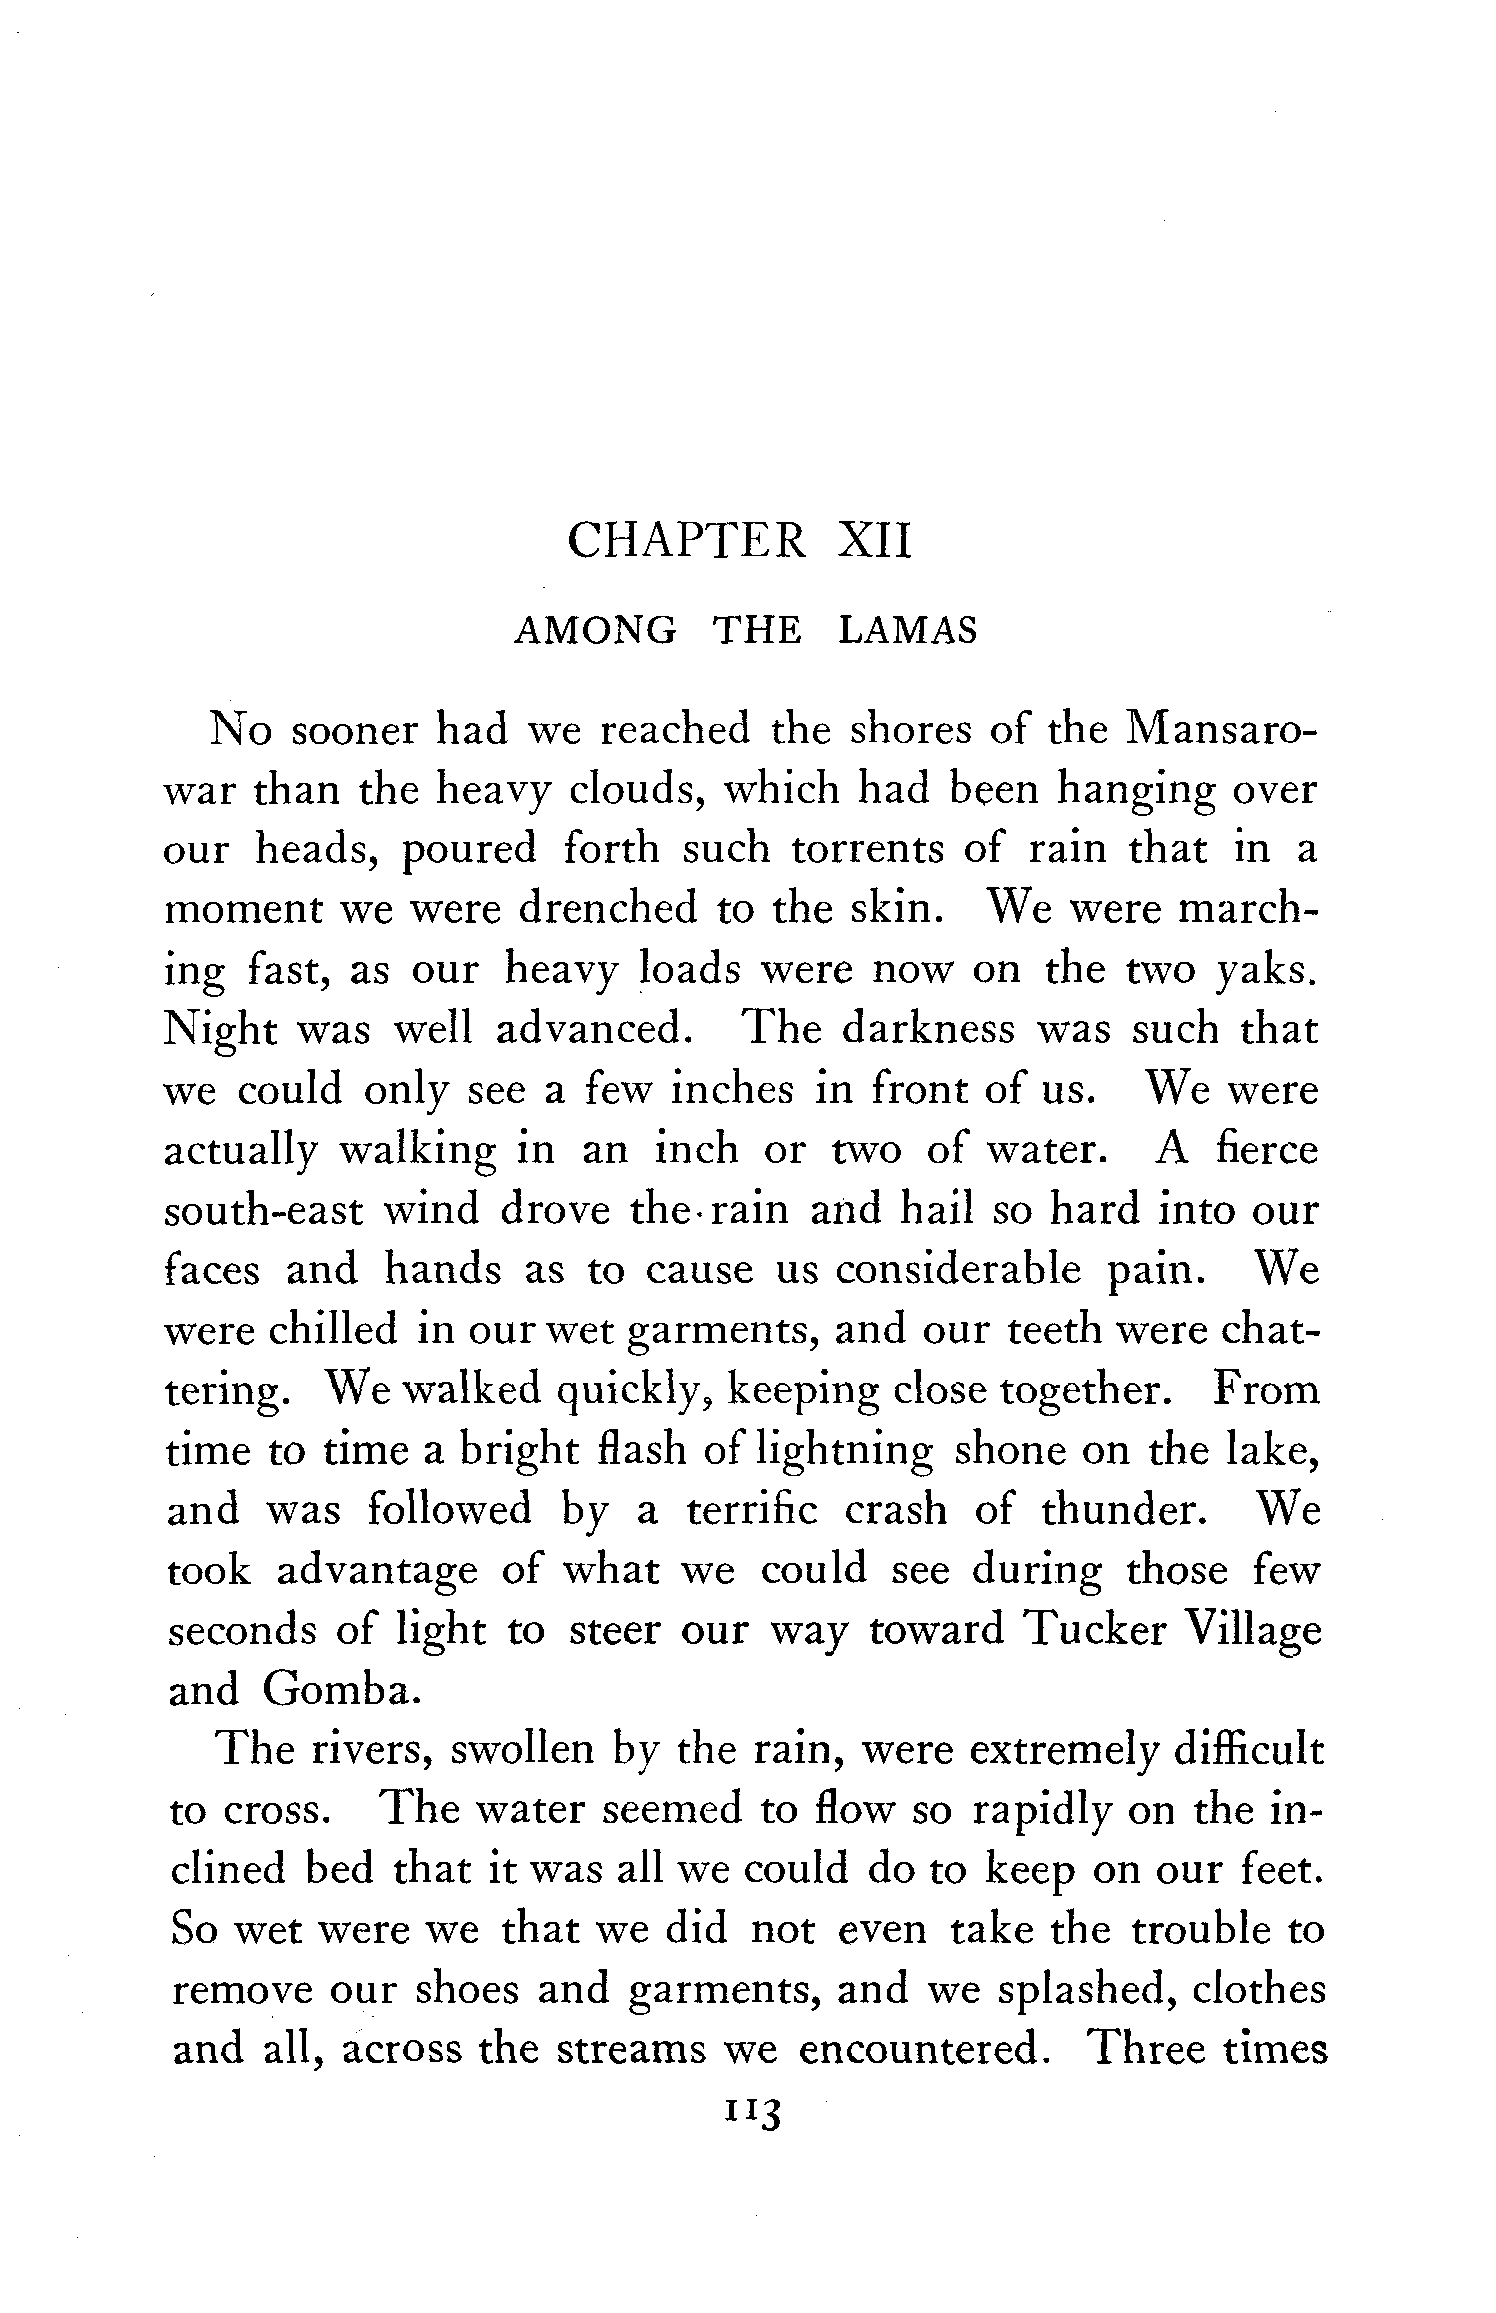 CHAPTER XII
AMONG THE LAMAS
No sooner had we reached the shores of the Mansaro-
war than the heavy clouds, which had been hanging over
our heads, poured forth such torrents of rain that in a
moment we were drenched to the skin. We were march-
ing fast, as our heavy loads were now on the two yaks.
Night was well advanced. The darkness was such that
we could only see a few inches in front of us. We were
actually walking in an inch or two of water. A fierce
south-east wind drove the rain and hail so hard into our
faces and hands as to cause us considerable pain. We
were chilled in our wet garments, and our teeth were chat-
tering. We walked quickly, keeping close together. From
time to time a bright flash of lightning shone on the lake,
and was followed by a terrific crash of thunder. We
took advantage of what we could see during those few
seconds of light to steer our way toward Tucker Village
and Gomba.
The rivers, swollen by the rain, were extremely difficult
to cross. The water seemed to flow so rapidly on the in-
clined bed that it was all we could do to keep on our feet.
So wet were we that we did not even take the trouble to
remove our shoes and garments, and we splashed, clothes
and all, across the streams we encountered. Three times
113